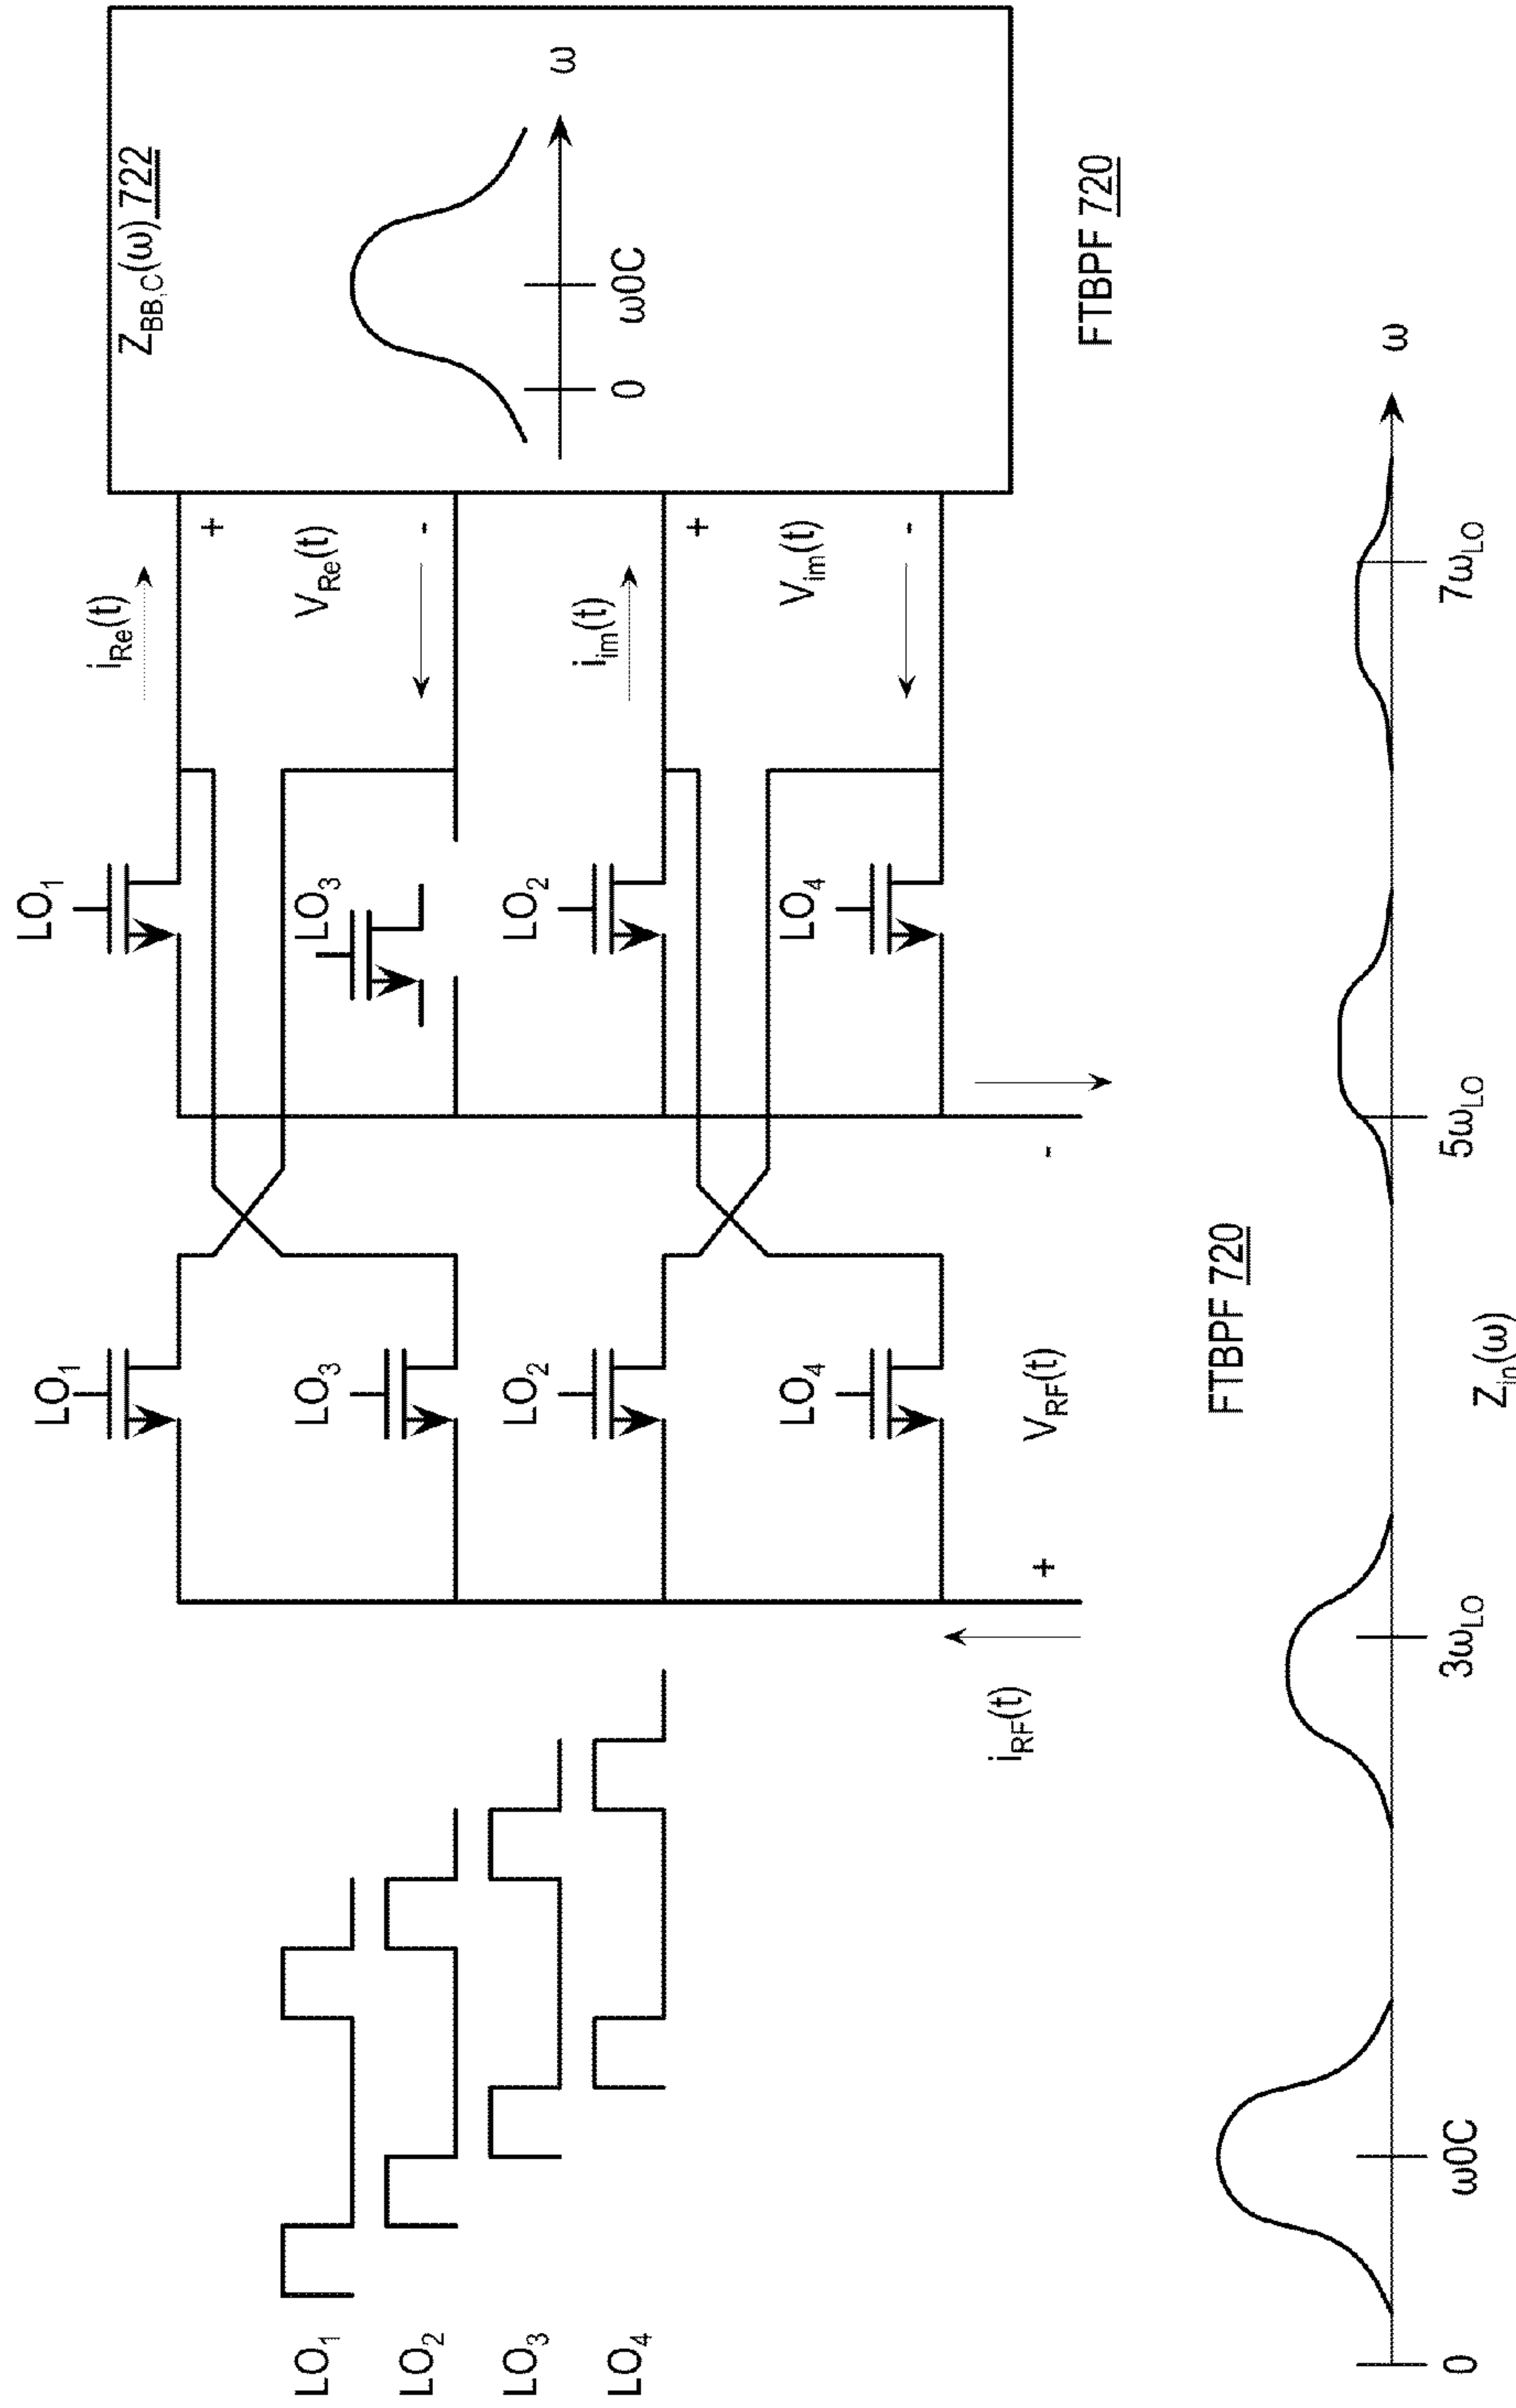 LO₁
LO₂
LO₃
LO₄
LO₁
LO₃
LO₂
LO₄
LO₁
LO₃
LO₂
LO₄
i_RF(t)
+
V_RF(t)
-
i_Re(t)
+
V_Re(t)
-
i_im(t)
+
V_im(t)
-
Z_BB,C(ω) 722
0
ω0C
ω
FTBPF 720
FTBPF 720
0
ω0C
3ω_LO
5ω_LO
7ω_LO
ω
Z_in(ω)